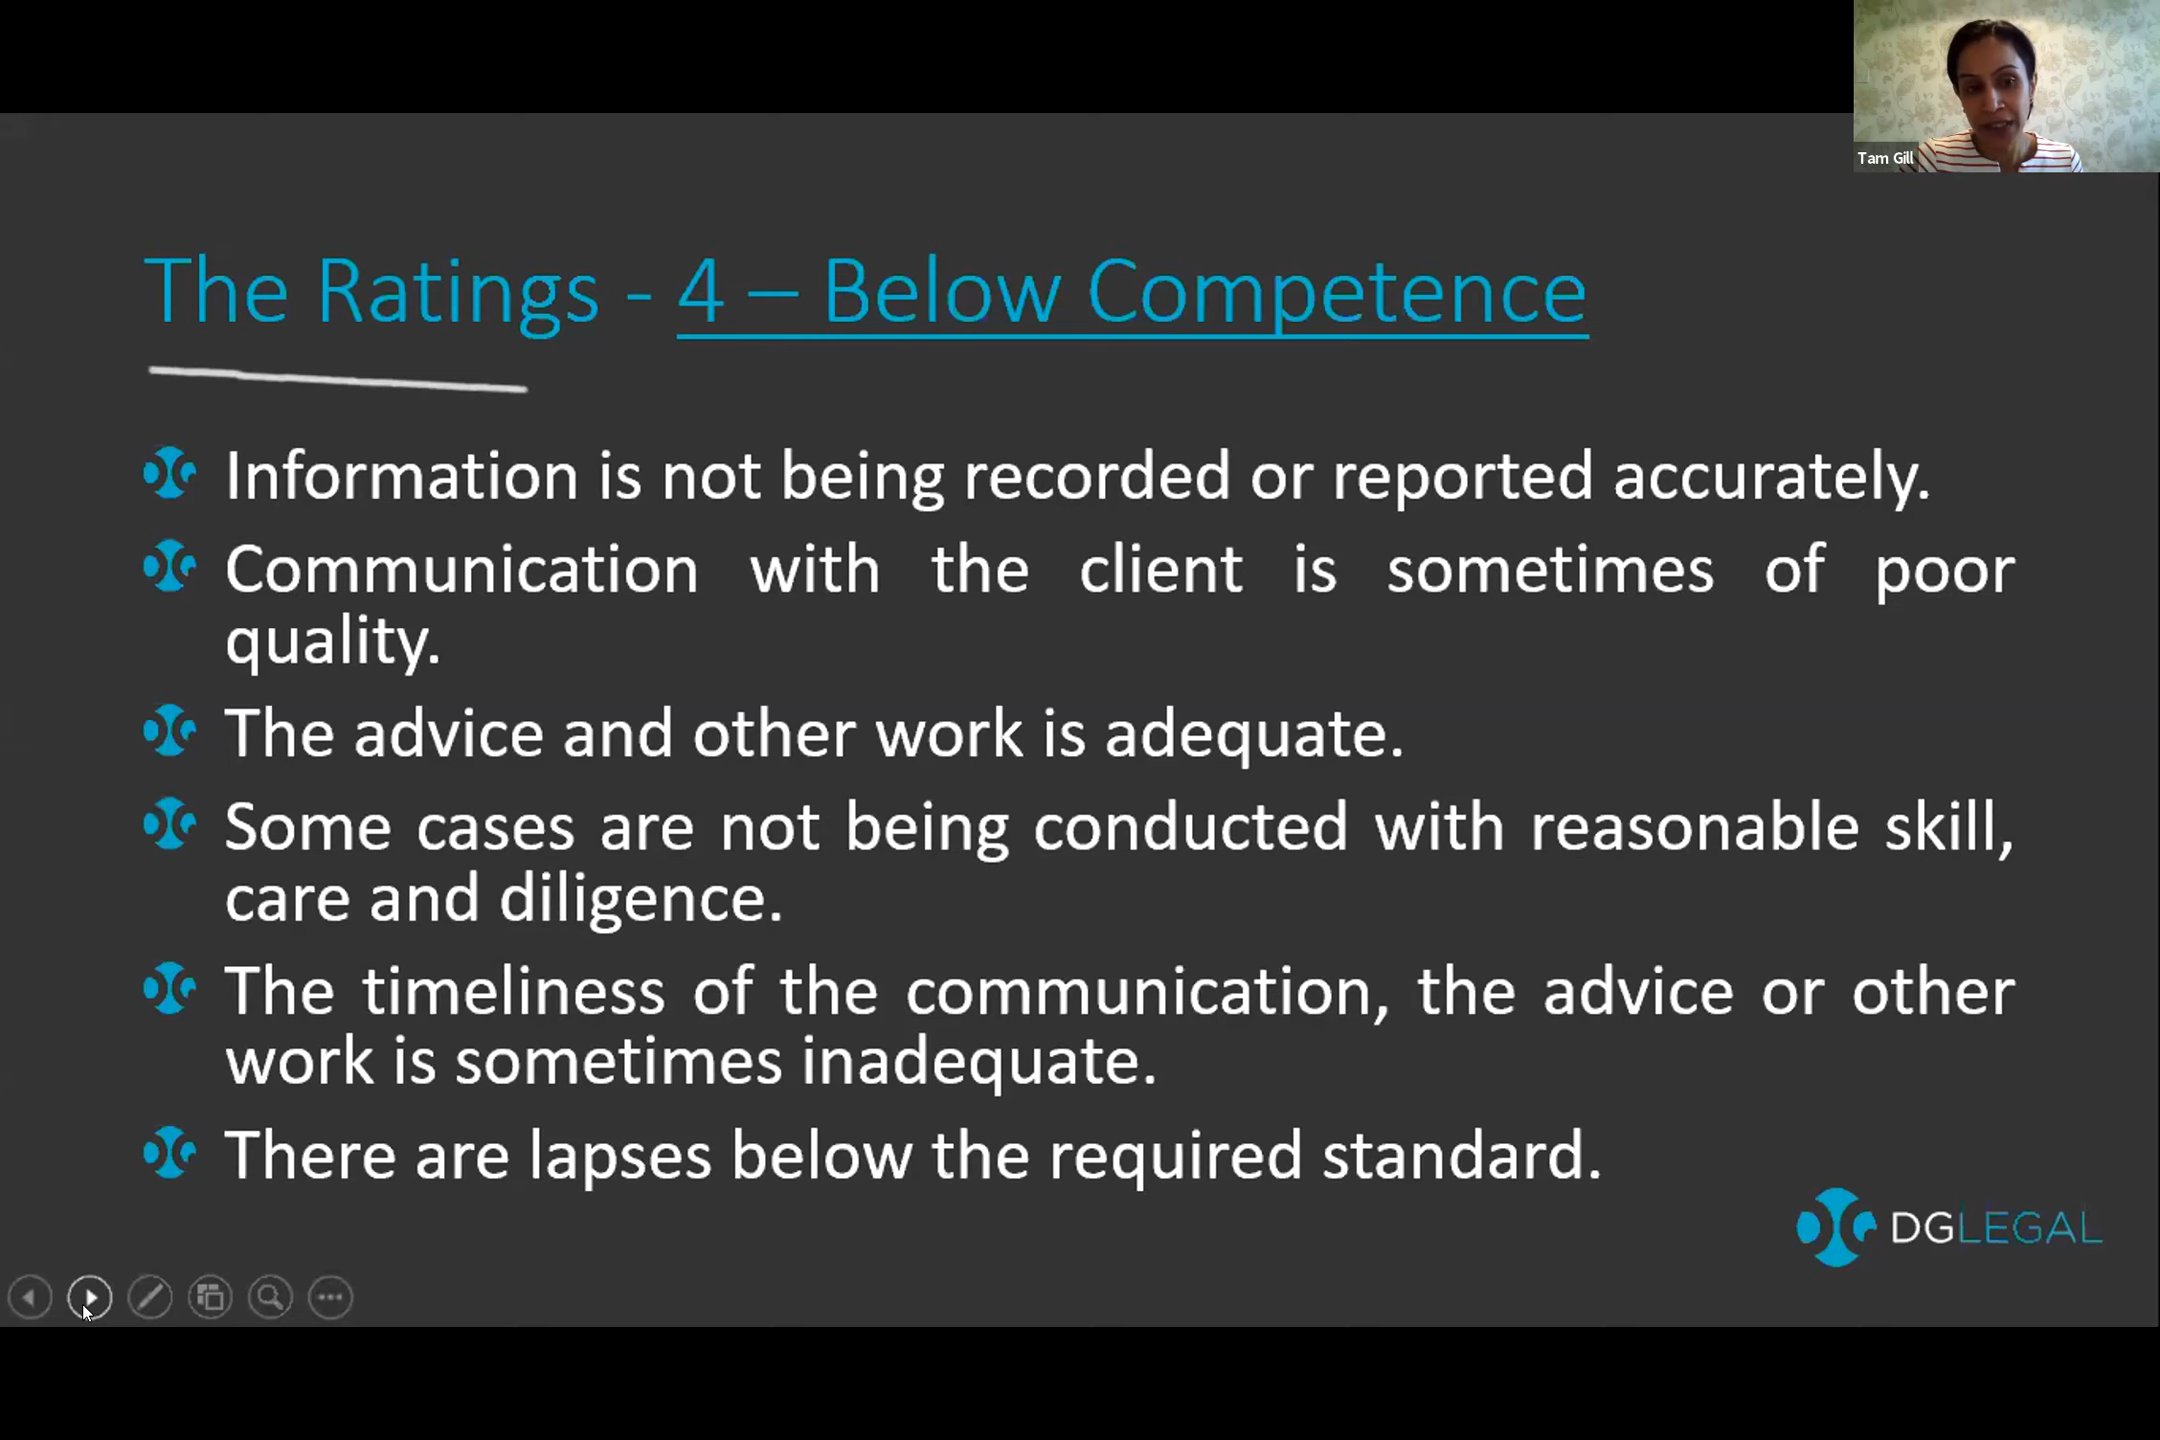 Tam Gill
The Ratings - 4 – Below Competence
Information is not being recorded or reported accurately.
Communication with the client is sometimes of poor
quality.
The advice and other work is adequate.
Some cases are not being conducted with reasonable skill,
care and diligence.
The timeliness of the communication, the advice or other
work is sometimes inadequate.
There are lapses below the required standard.
DGLEGAL